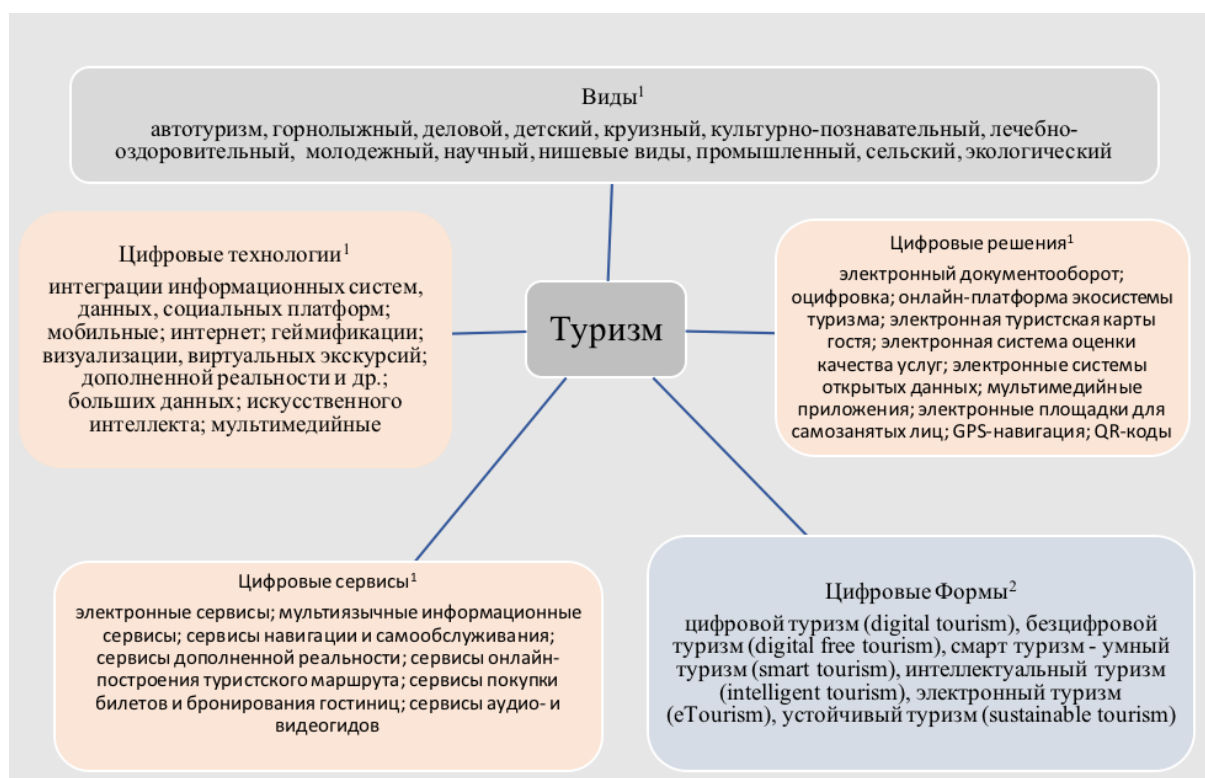 Виды¹
автотуризм, горнолыжный, деловой, детский, круизный, культурно-познавательный, лечебно-
оздоровительный, молодежный, научный, нишевые виды, промышленный, сельский, экологический
Цифровые технологии¹
интеграции информационных систем,
данных, социальных платформ;
мобильные; интернет; геймификации;
визуализации, виртуальных экскурсий;
дополненной реальности и др.;
больших данных; искусственного
интеллекта; мультимедийные
Туризм
Цифровые решения¹
электронный документооборот;
оцифровка; онлайн-платформа экосистемы
туризма; электронная туристская карты
гостя; электронная система оценки
качества услуг; электронные системы
открытых данных; мультимедийные
приложения; электронные площадки для
самозанятых лиц; GPS-навигация; QR-коды
Цифровые сервисы¹
электронные сервисы; мультиязычные информационные
сервисы; сервисы навигации и самообслуживания;
сервисы дополненной реальности; сервисы онлайн-
построения туристского маршрута; сервисы покупки
билетов и бронирования гостиниц; сервисы аудио- и
видеогидов
Цифровые Формы²
цифровой туризм (digital tourism), безцифровой
туризм (digital free tourism), смарт туризм - умный
туризм (smart tourism), интеллектуальный туризм
(intelligent tourism), электронный туризм
(eTourism), устойчивый туризм (sustainable tourism)